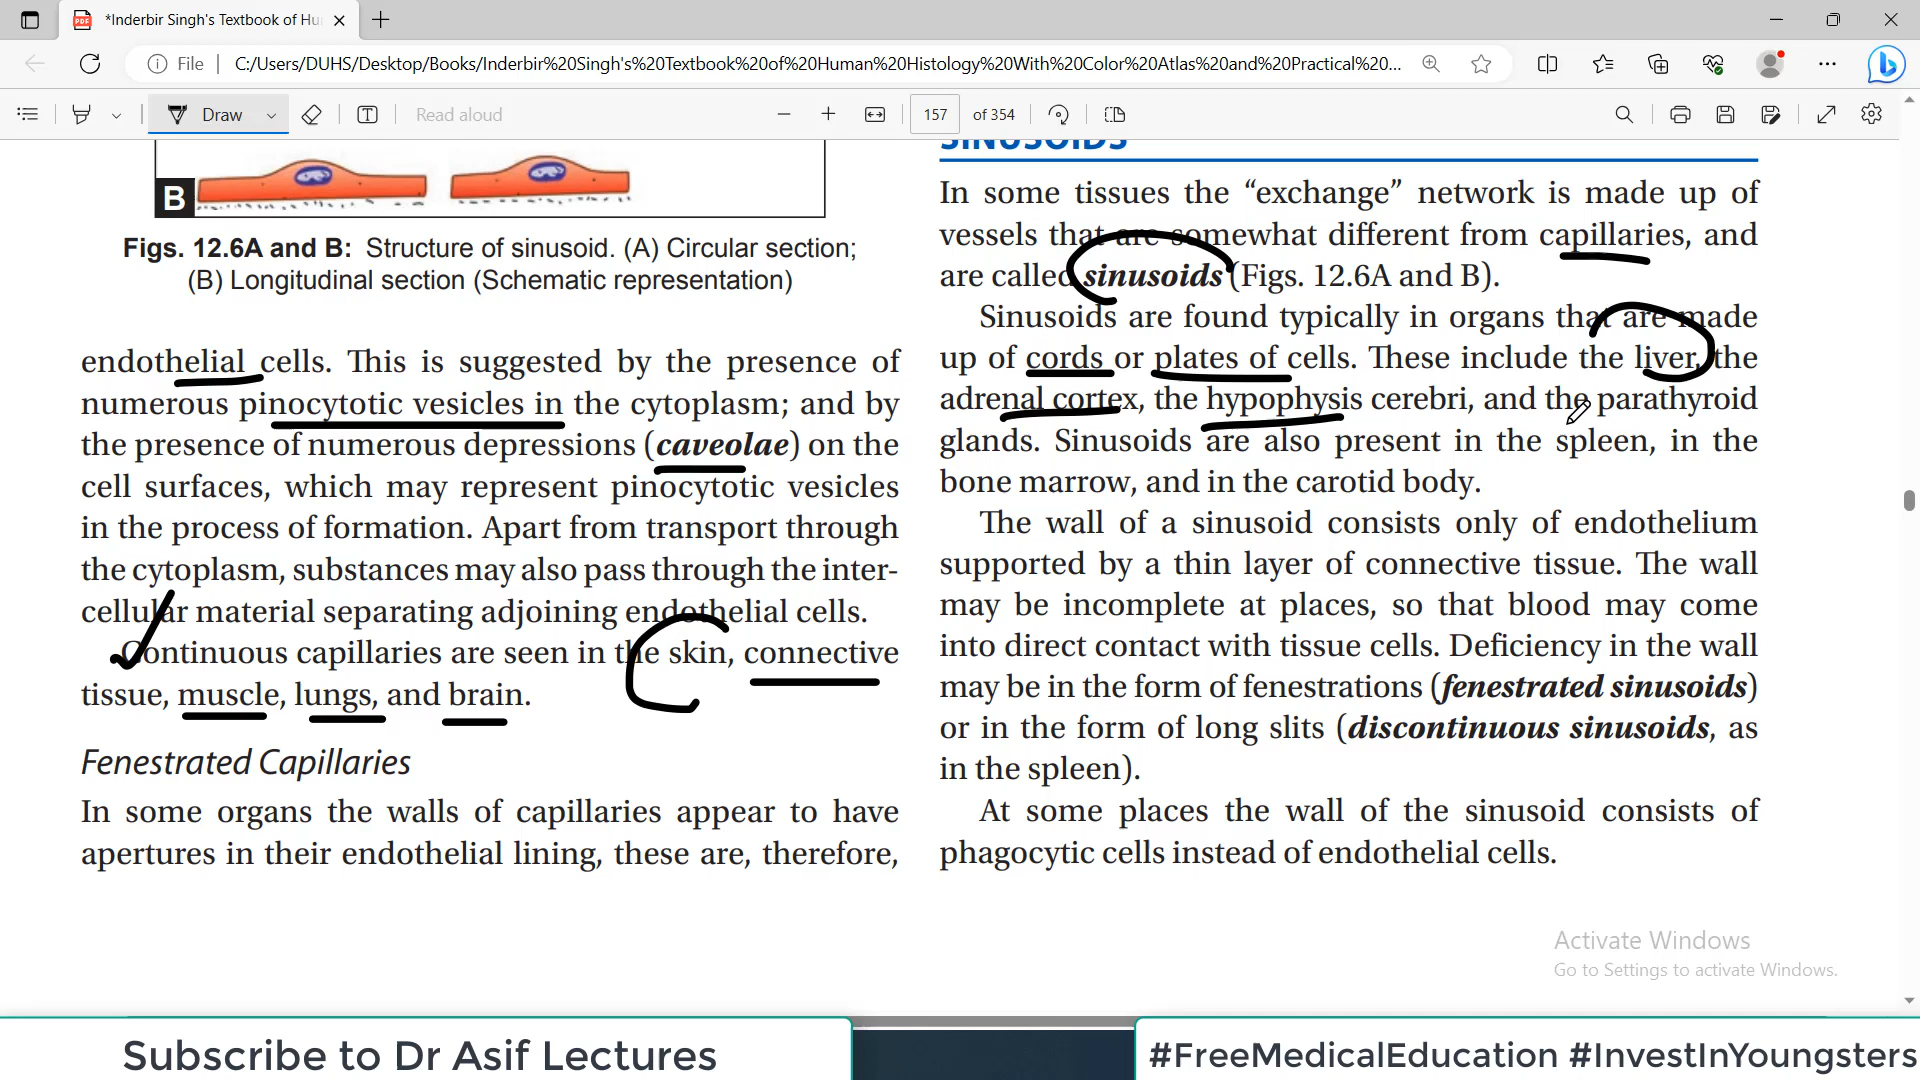 *Inderbir Singh's Textbook of Hu
File
C:/Users/DUHS/Desktop/Books/Inderbir%20Singh's%20Textbook%20of%20Human%20Histology%20With%20Color%20Atlas%20and%20Practical%20...
Draw
Read aloud
157 of 354
B
Figs. 12.6A and B: Structure of sinusoid. (A) Circular section;
(B) Longitudinal section (Schematic representation)
endothelial cells. This is suggested by the presence of
numerous pinocytotic vesicles in the cytoplasm; and by
the presence of numerous depressions (caveolae) on the
cell surfaces, which may represent pinocytotic vesicles
in the process of formation. Apart from transport through
the cytoplasm, substances may also pass through the inter-
cellular material separating adjoining endothelial cells.
Continuous capillaries are seen in the skin, connective
tissue, muscle, lungs, and brain.
Fenestrated Capillaries
In some organs the walls of capillaries appear to have
apertures in their endothelial lining, these are, therefore,
SINUSOIDS
In some tissues the “exchange” network is made up of
vessels that are somewhat different from capillaries, and
are called sinusoids (Figs. 12.6A and B).
Sinusoids are found typically in organs that are made
up of cords or plates of cells. These include the liver, the
adrenal cortex, the hypophysis cerebri, and the parathyroid
glands. Sinusoids are also present in the spleen, in the
bone marrow, and in the carotid body.
The wall of a sinusoid consists only of endothelium
supported by a thin layer of connective tissue. The wall
may be incomplete at places, so that blood may come
into direct contact with tissue cells. Deficiency in the wall
may be in the form of fenestrations (fenestrated sinusoids)
or in the form of long slits (discontinuous sinusoids, as
in the spleen).
At some places the wall of the sinusoid consists of
phagocytic cells instead of endothelial cells.
Activate Windows
Go to Settings to activate Windows.
Subscribe to Dr Asif Lectures
#FreeMedicalEducation #InvestInYoungsters